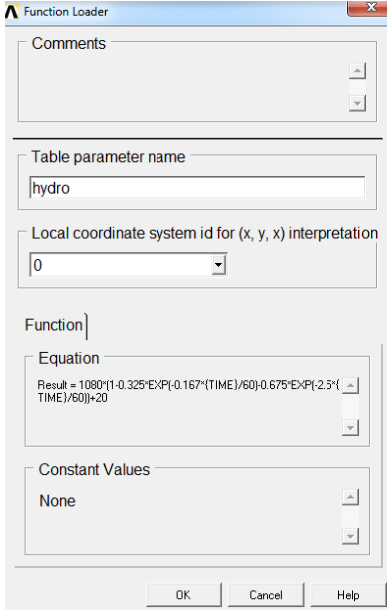 Function Loader
Comments
Table parameter name
hydro
Local coordinate system id for (x, y, x) interpretation
0
Function
Equation
Result = 1080*(1-0.325*EXP(-0.167*{TIME}/60)-0.675*EXP(-2.5*{
TIME}/60))+20
Constant Values
None
OK Cancel Help